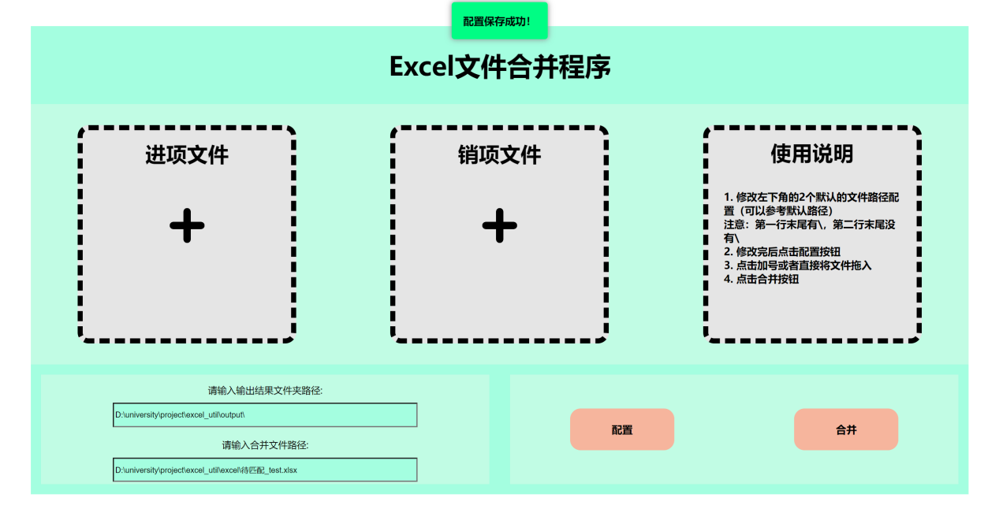 配置保存成功！
Excel文件合并程序
进项文件
销项文件
使用说明
1. 修改左下角的2个默认的文件路径配
置（可以参考默认路径）
注意：第一行末尾有\，第二行末尾没
有\
2. 修改完后点击配置按钮
3. 点击加号或者直接将文件拖入
4. 点击合并按钮
请输入输出结果文件夹路径:
D:\university\project\excel_util\output\
请输入合并文件路径:
D:\university\project\excel_util\excel\待匹配_test.xlsx
配置
合并